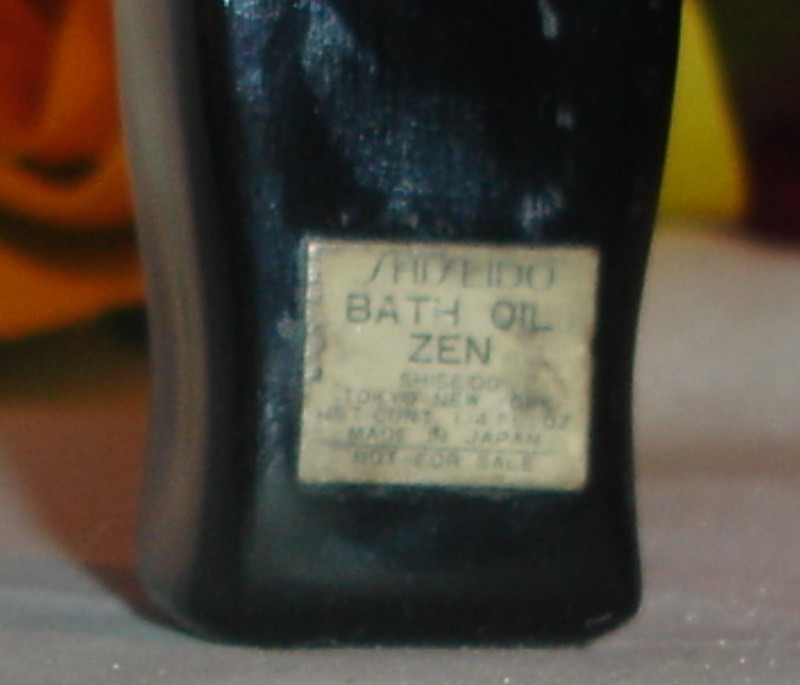 SHISEIDO
BATH OIL
ZEN
SHISEIDO
TOKYO NEW YORK
NET CONT. 1/4 FL. OZ
MADE IN JAPAN
NOT FOR SALE